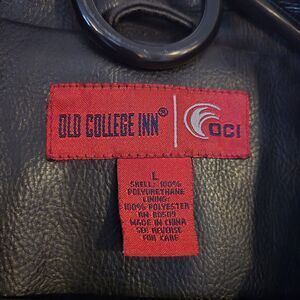 OLD COLLEGE INN®
OCI
L
SHELL: 100%
POLYURETHANE
LINING:
100% POLYESTER
RN 80509
MADE IN CHINA
SEE REVERSE
FOR CARE